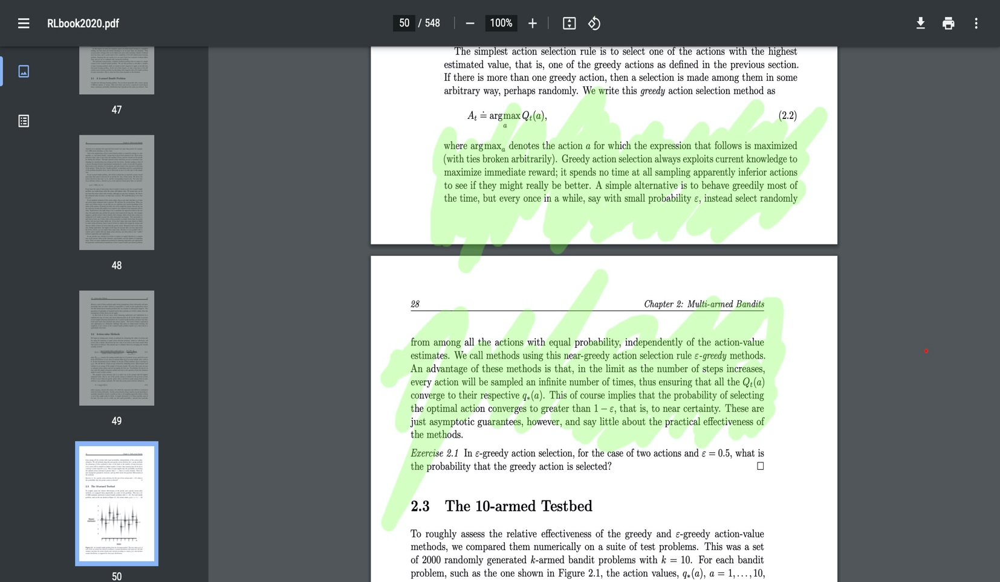 RLbook2020.pdf
50 / 548
100%
47
48
49
50
The simplest action selection rule is to select one of the actions with the highest
estimated value, that is, one of the greedy actions as defined in the previous section.
If there is more than one greedy action, then a selection is made among them in some
arbitrary way, perhaps randomly. We write this greedy action selection method as
A_t ≐ argmax Q_t(a), (2.2)
a
where argmax_a denotes the action a for which the expression that follows is maximized
(with ties broken arbitrarily). Greedy action selection always exploits current knowledge to
maximize immediate reward; it spends no time at all sampling apparently inferior actions
to see if they might really be better. A simple alternative is to behave greedily most of
the time, but every once in a while, say with small probability ε, instead select randomly
28 Chapter 2: Multi-armed Bandits
from among all the actions with equal probability, independently of the action-value
estimates. We call methods using this near-greedy action selection rule ε-greedy methods.
An advantage of these methods is that, in the limit as the number of steps increases,
every action will be sampled an infinite number of times, thus ensuring that all the Q_t(a)
converge to their respective q_*(a). This of course implies that the probability of selecting
the optimal action converges to greater than 1 − ε, that is, to near certainty. These are
just asymptotic guarantees, however, and say little about the practical effectiveness of
the methods.
Exercise 2.1 In ε-greedy action selection, for the case of two actions and ε = 0.5, what is
the probability that the greedy action is selected? □
2.3 The 10-armed Testbed
To roughly assess the relative effectiveness of the greedy and ε-greedy action-value
methods, we compared them numerically on a suite of test problems. This was a set
of 2000 randomly generated k-armed bandit problems with k = 10. For each bandit
problem, such as the one shown in Figure 2.1, the action values, q_*(a), a = 1, . . . , 10,